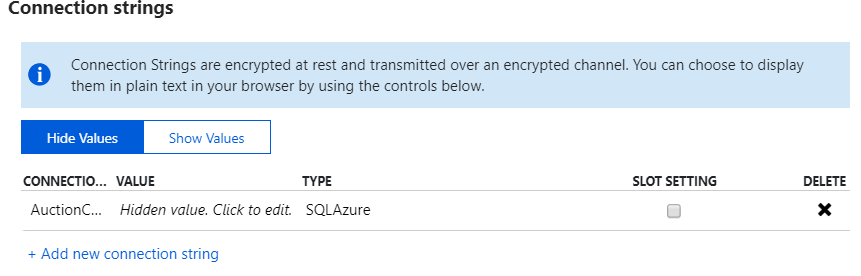 Connection strings
Connection Strings are encrypted at rest and transmitted over an encrypted channel. You can choose to display
them in plain text in your browser by using the controls below.
Hide Values Show Values
CONNECTIO... VALUE TYPE SLOT SETTING DELETE
AuctionC... Hidden value. Click to edit. SQLAzure
+ Add new connection string